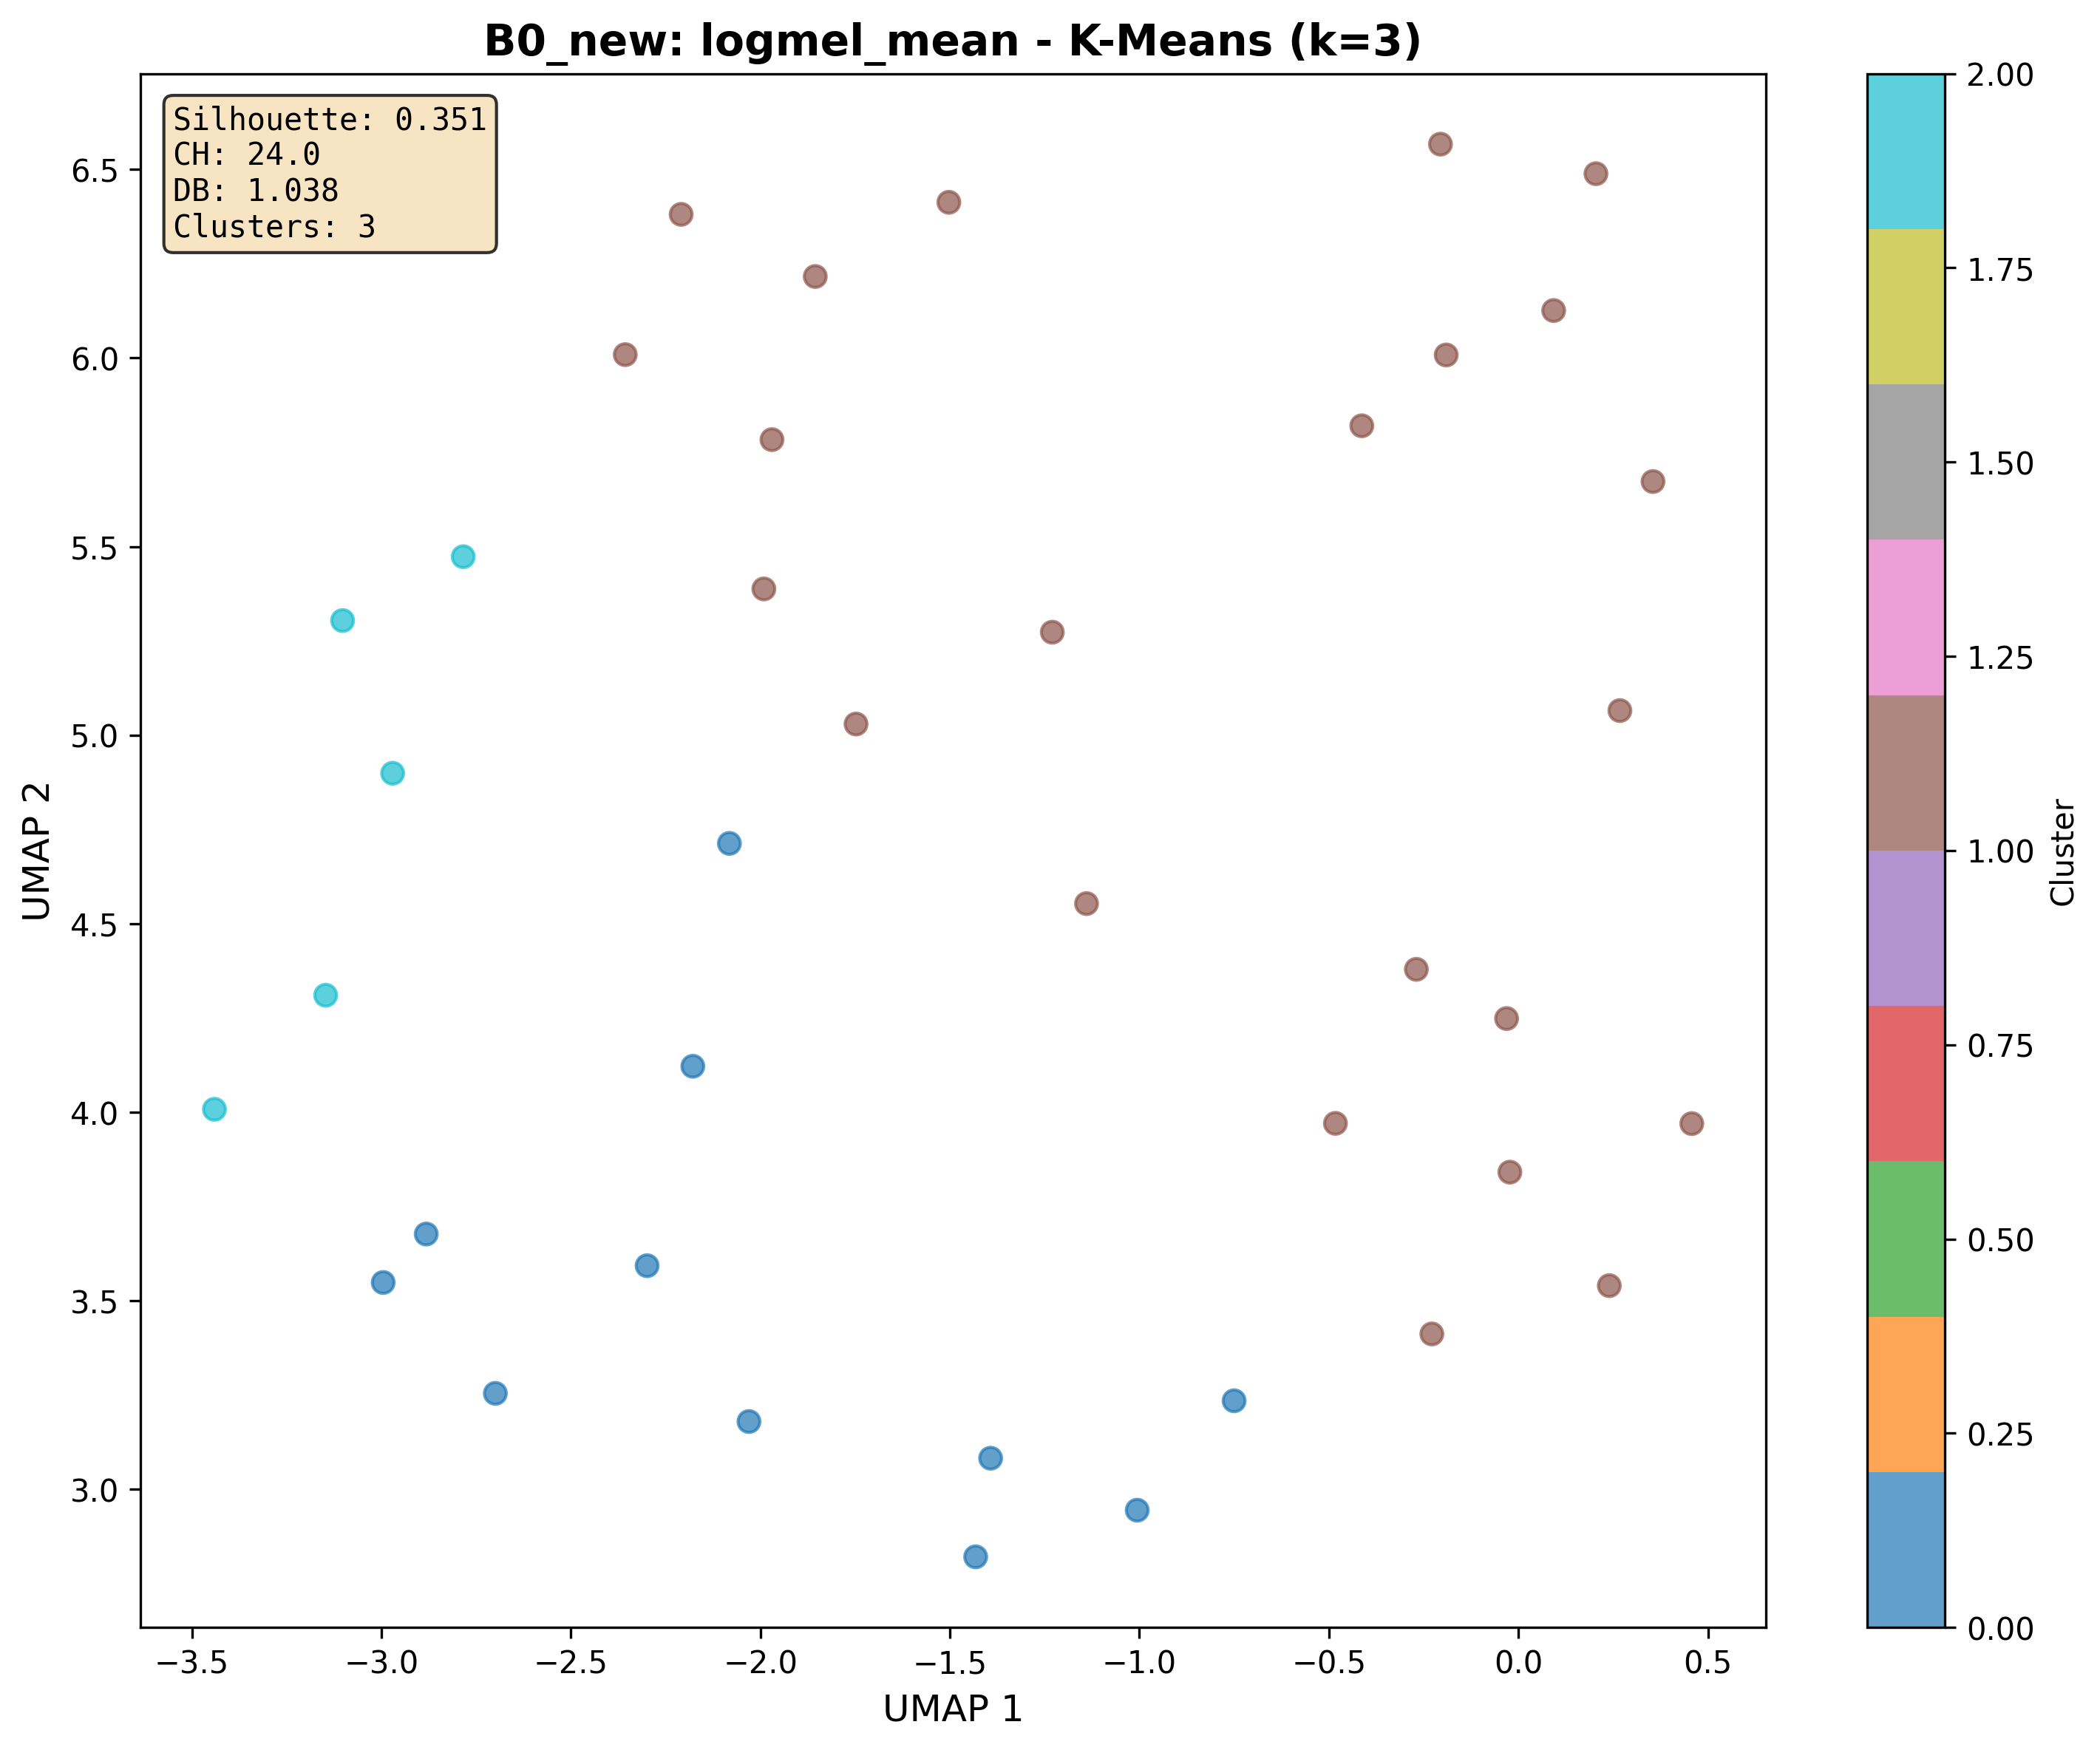 B0_new: logmel_mean - K-Means (k=3)
Silhouette: 0.351
CH: 24.0
DB: 1.038
Clusters: 3
6.5
6.0
5.5
5.0
4.5
4.0
3.5
3.0
UMAP 2
−3.5 −3.0 −2.5 −2.0 −1.5 −1.0 −0.5 0.0 0.5
UMAP 1
2.00
1.75
1.50
1.25
1.00
0.75
0.50
0.25
0.00
Cluster